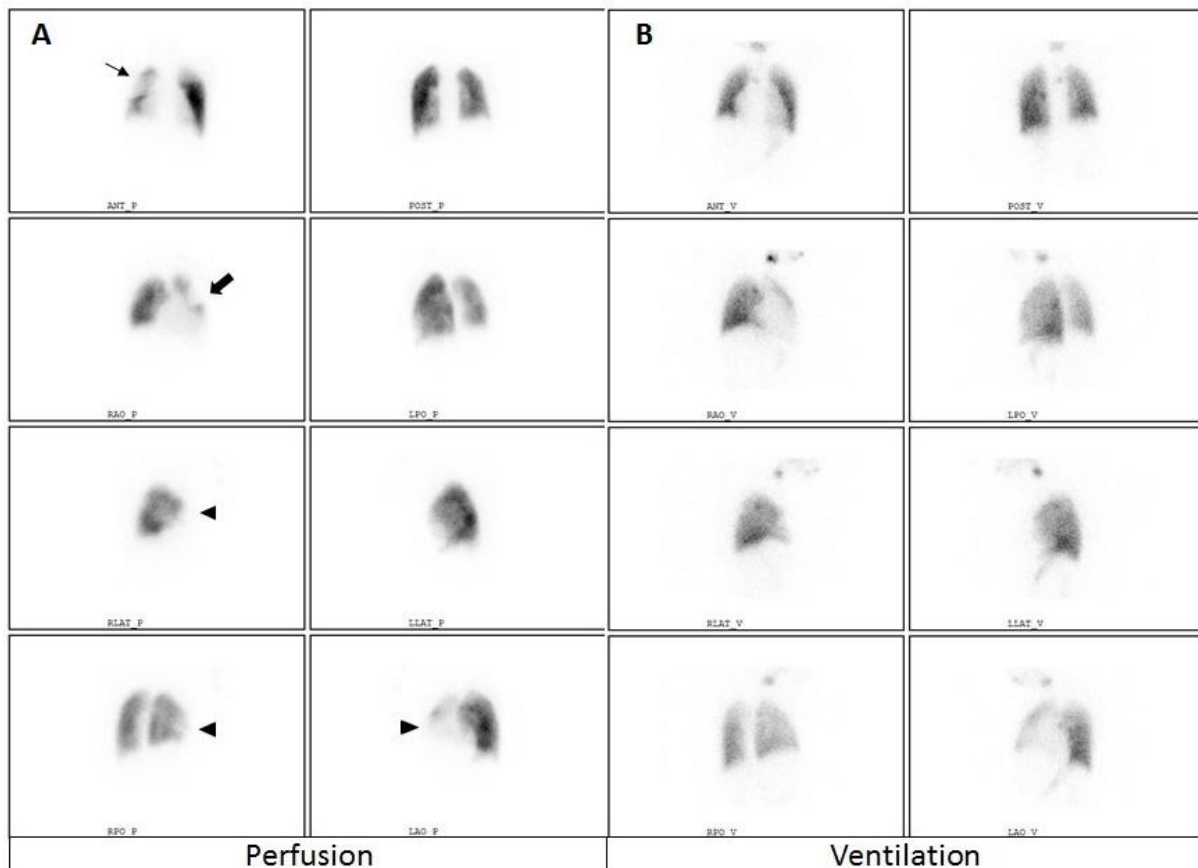 A
B
ANT_P
POST_P
ANT_V
POST_V
RAO_P
LPO_P
RAO_V
LPO_V
RLAT_P
LLAT_P
RLAT_V
LLAT_V
RPO_P
LAO_P
RPO_V
LAO_V
Perfusion
Ventilation